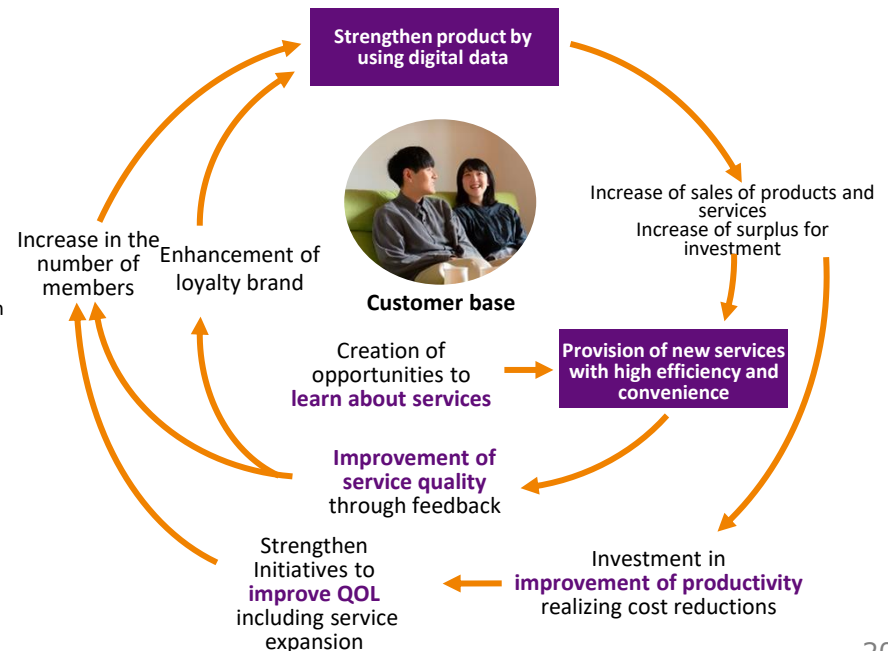 Strengthen product by
using digital data
Increase of sales of products and
services
Increase of surplus for
investment
Increase in the
number of
members
Enhancement of
loyalty brand
Customer base
Creation of
opportunities to
learn about services
Provision of new services
with high efficiency and
convenience
Improvement of
service quality
through feedback
Strengthen
Initiatives to
improve QOL
including service
expansion
Investment in
improvement of productivity
realizing cost reductions